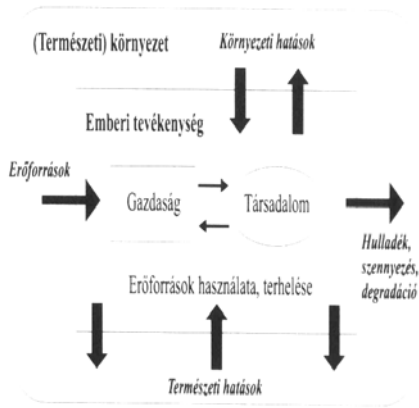 (Természeti) környezet
Környezeti hatások
Emberi tevékenység
Erőforrások
Gazdaság
Társadalom
Hulladék,
szennyezés,
degradáció
Erőforrások használata, terhelése
Természeti hatások